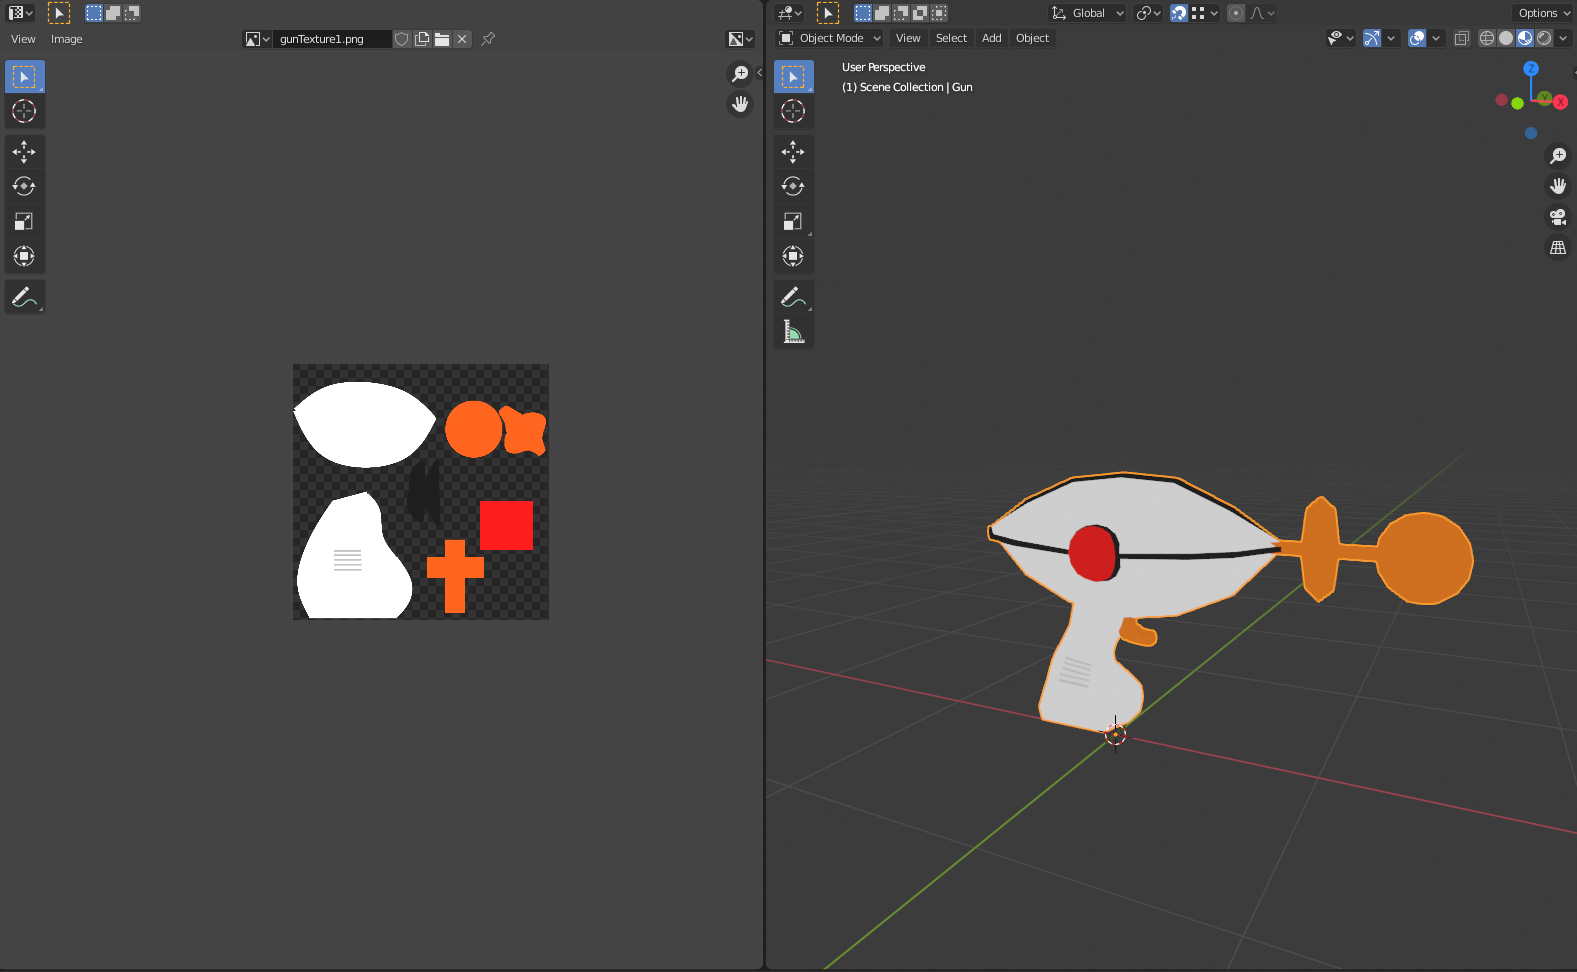 View Image gunTexture1.png
Global Options
Object Mode View Select Add Object
User Perspective
(1) Scene Collection | Gun
Z
Y
X